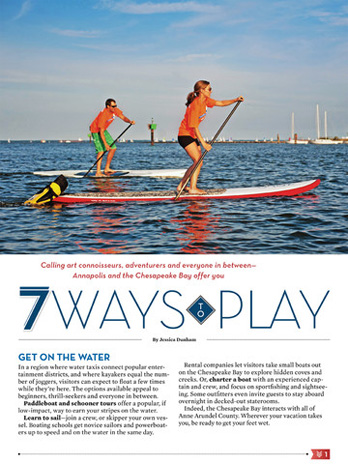 Calling art connoisseurs, adventurers and everyone in between—
Annapolis and the Chesapeake Bay offer you
7 WAYS TO PLAY
By Jessica Dunham
GET ON THE WATER
In a region where water taxis connect popular enter-
tainment districts, and where kayakers equal the num-
ber of joggers, visitors can expect to float a few times
while they're here. The options available appeal to
beginners, thrill-seekers and everyone in between.
Paddleboat and schooner tours offer a popular, if
low-impact, way to earn your stripes on the water.
Learn to sail—join a crew, or skipper your own ves-
sel. Boating schools get novice sailors and powerboat-
ers up to speed and on the water in the same day.
Rental companies let visitors take small boats out
on the Chesapeake Bay to explore hidden coves and
creeks. Or, charter a boat with an experienced cap-
tain and crew, and focus on sportfishing and sightsee-
ing. Some outfitters even invite guests to stay aboard
overnight in decked-out staterooms.
Indeed, the Chesapeake Bay interacts with all of
Anne Arundel County. Wherever your vacation takes
you, be ready to get your feet wet.
1